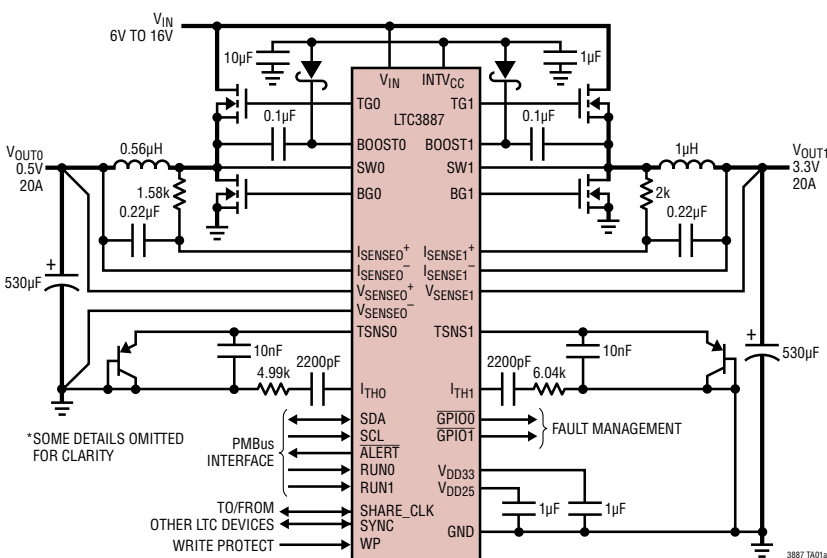 VIN
6V TO 16V
10µF
1µF
VIN
INTVCC
LTC3887
TG0
TG1
0.1µF
0.1µF
BOOST0
BOOST1
VOUT0
0.5V
20A
0.56µH
SW0
SW1
1µH
VOUT1
3.3V
20A
1.58k
BG0
BG1
2k
0.22µF
0.22µF
ISENSE0+
ISENSE1+
ISENSE0–
ISENSE1–
VSENSE0+
VSENSE1
VSENSE0–
+
530µF
TSNS0
TSNS1
+
530µF
10nF
10nF
2200pF
2200pF
4.99k
6.04k
ITH0
ITH1
*SOME DETAILS OMITTED
FOR CLARITY
PMBus
INTERFACE
SDA
SCL
ALERT
RUN0
RUN1
GPIO0
GPIO1
FAULT MANAGEMENT
VDD33
VDD25
1µF
1µF
TO/FROM
OTHER LTC DEVICES
SHARE_CLK
SYNC
GND
WRITE PROTECT
WP
3887 TA01a